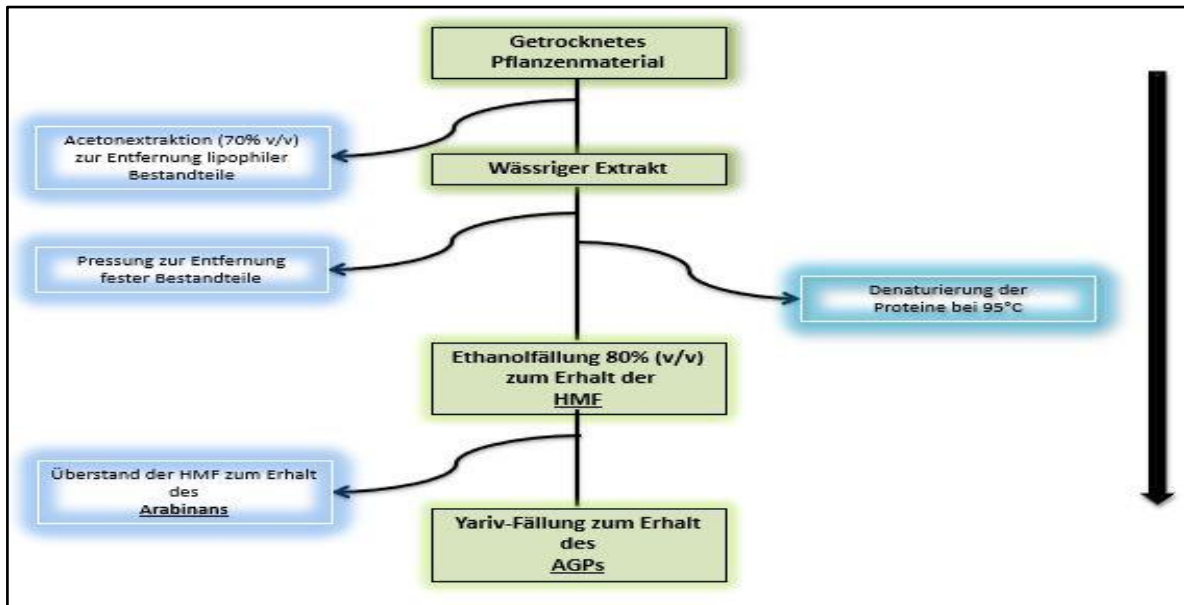 Getrocknetes
Pflanzenmaterial
Acetonextraktion (70% v/v)
zur Entfernung lipophiler
Bestandteile
Wässriger Extrakt
Pressung zur Entfernung
fester Bestandteile
Denaturierung der
Proteine bei 95°C
Ethanolfällung 80% (v/v)
zum Erhalt der
HMF
Überstand der HMF zum Erhalt
des
Arabinans
Yariv-Fällung zum Erhalt
des
AGPs